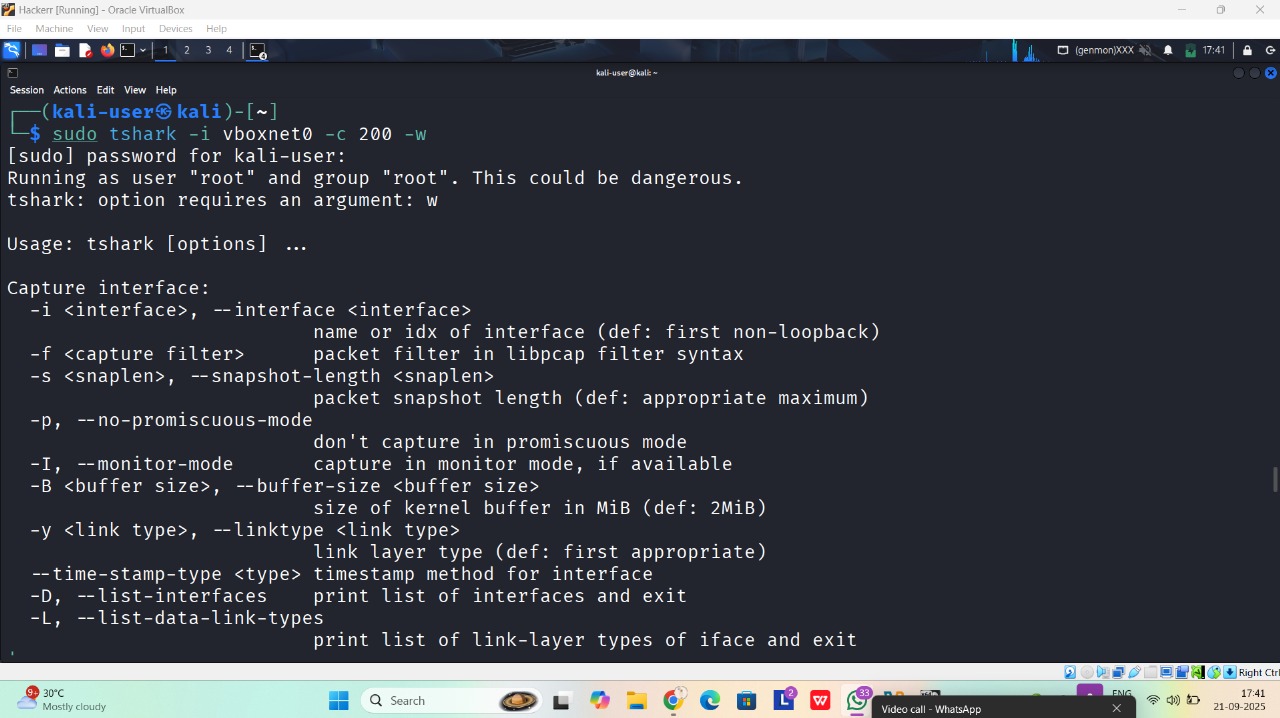 Hackerr [Running] - Oracle VirtualBox
File Machine View Input Devices Help
1 2 3 4 (genmon)XXX 17:41
kali-user@kali: ~
Session Actions Edit View Help
┌──(kali-user㉿kali)-[~]
└─$ sudo tshark -i vboxnet0 -c 200 -w
[sudo] password for kali-user:
Running as user "root" and group "root". This could be dangerous.
tshark: option requires an argument: w
Usage: tshark [options] ...
Capture interface:
-i <interface>, --interface <interface>
name or idx of interface (def: first non-loopback)
-f <capture filter> packet filter in libpcap filter syntax
-s <snaplen>, --snapshot-length <snaplen>
packet snapshot length (def: appropriate maximum)
-p, --no-promiscuous-mode
don't capture in promiscuous mode
-I, --monitor-mode capture in monitor mode, if available
-B <buffer size>, --buffer-size <buffer size>
size of kernel buffer in MiB (def: 2MiB)
-y <link type>, --linktype <link type>
link layer type (def: first appropriate)
--time-stamp-type <type> timestamp method for interface
-D, --list-interfaces print list of interfaces and exit
-L, --list-data-link-types
print list of link-layer types of iface and exit
Right Ctrl
9+ 30°C
Mostly cloudy
Search
L 2
W
33
Video call - WhatsApp
ENG
17:41
21-09-2025